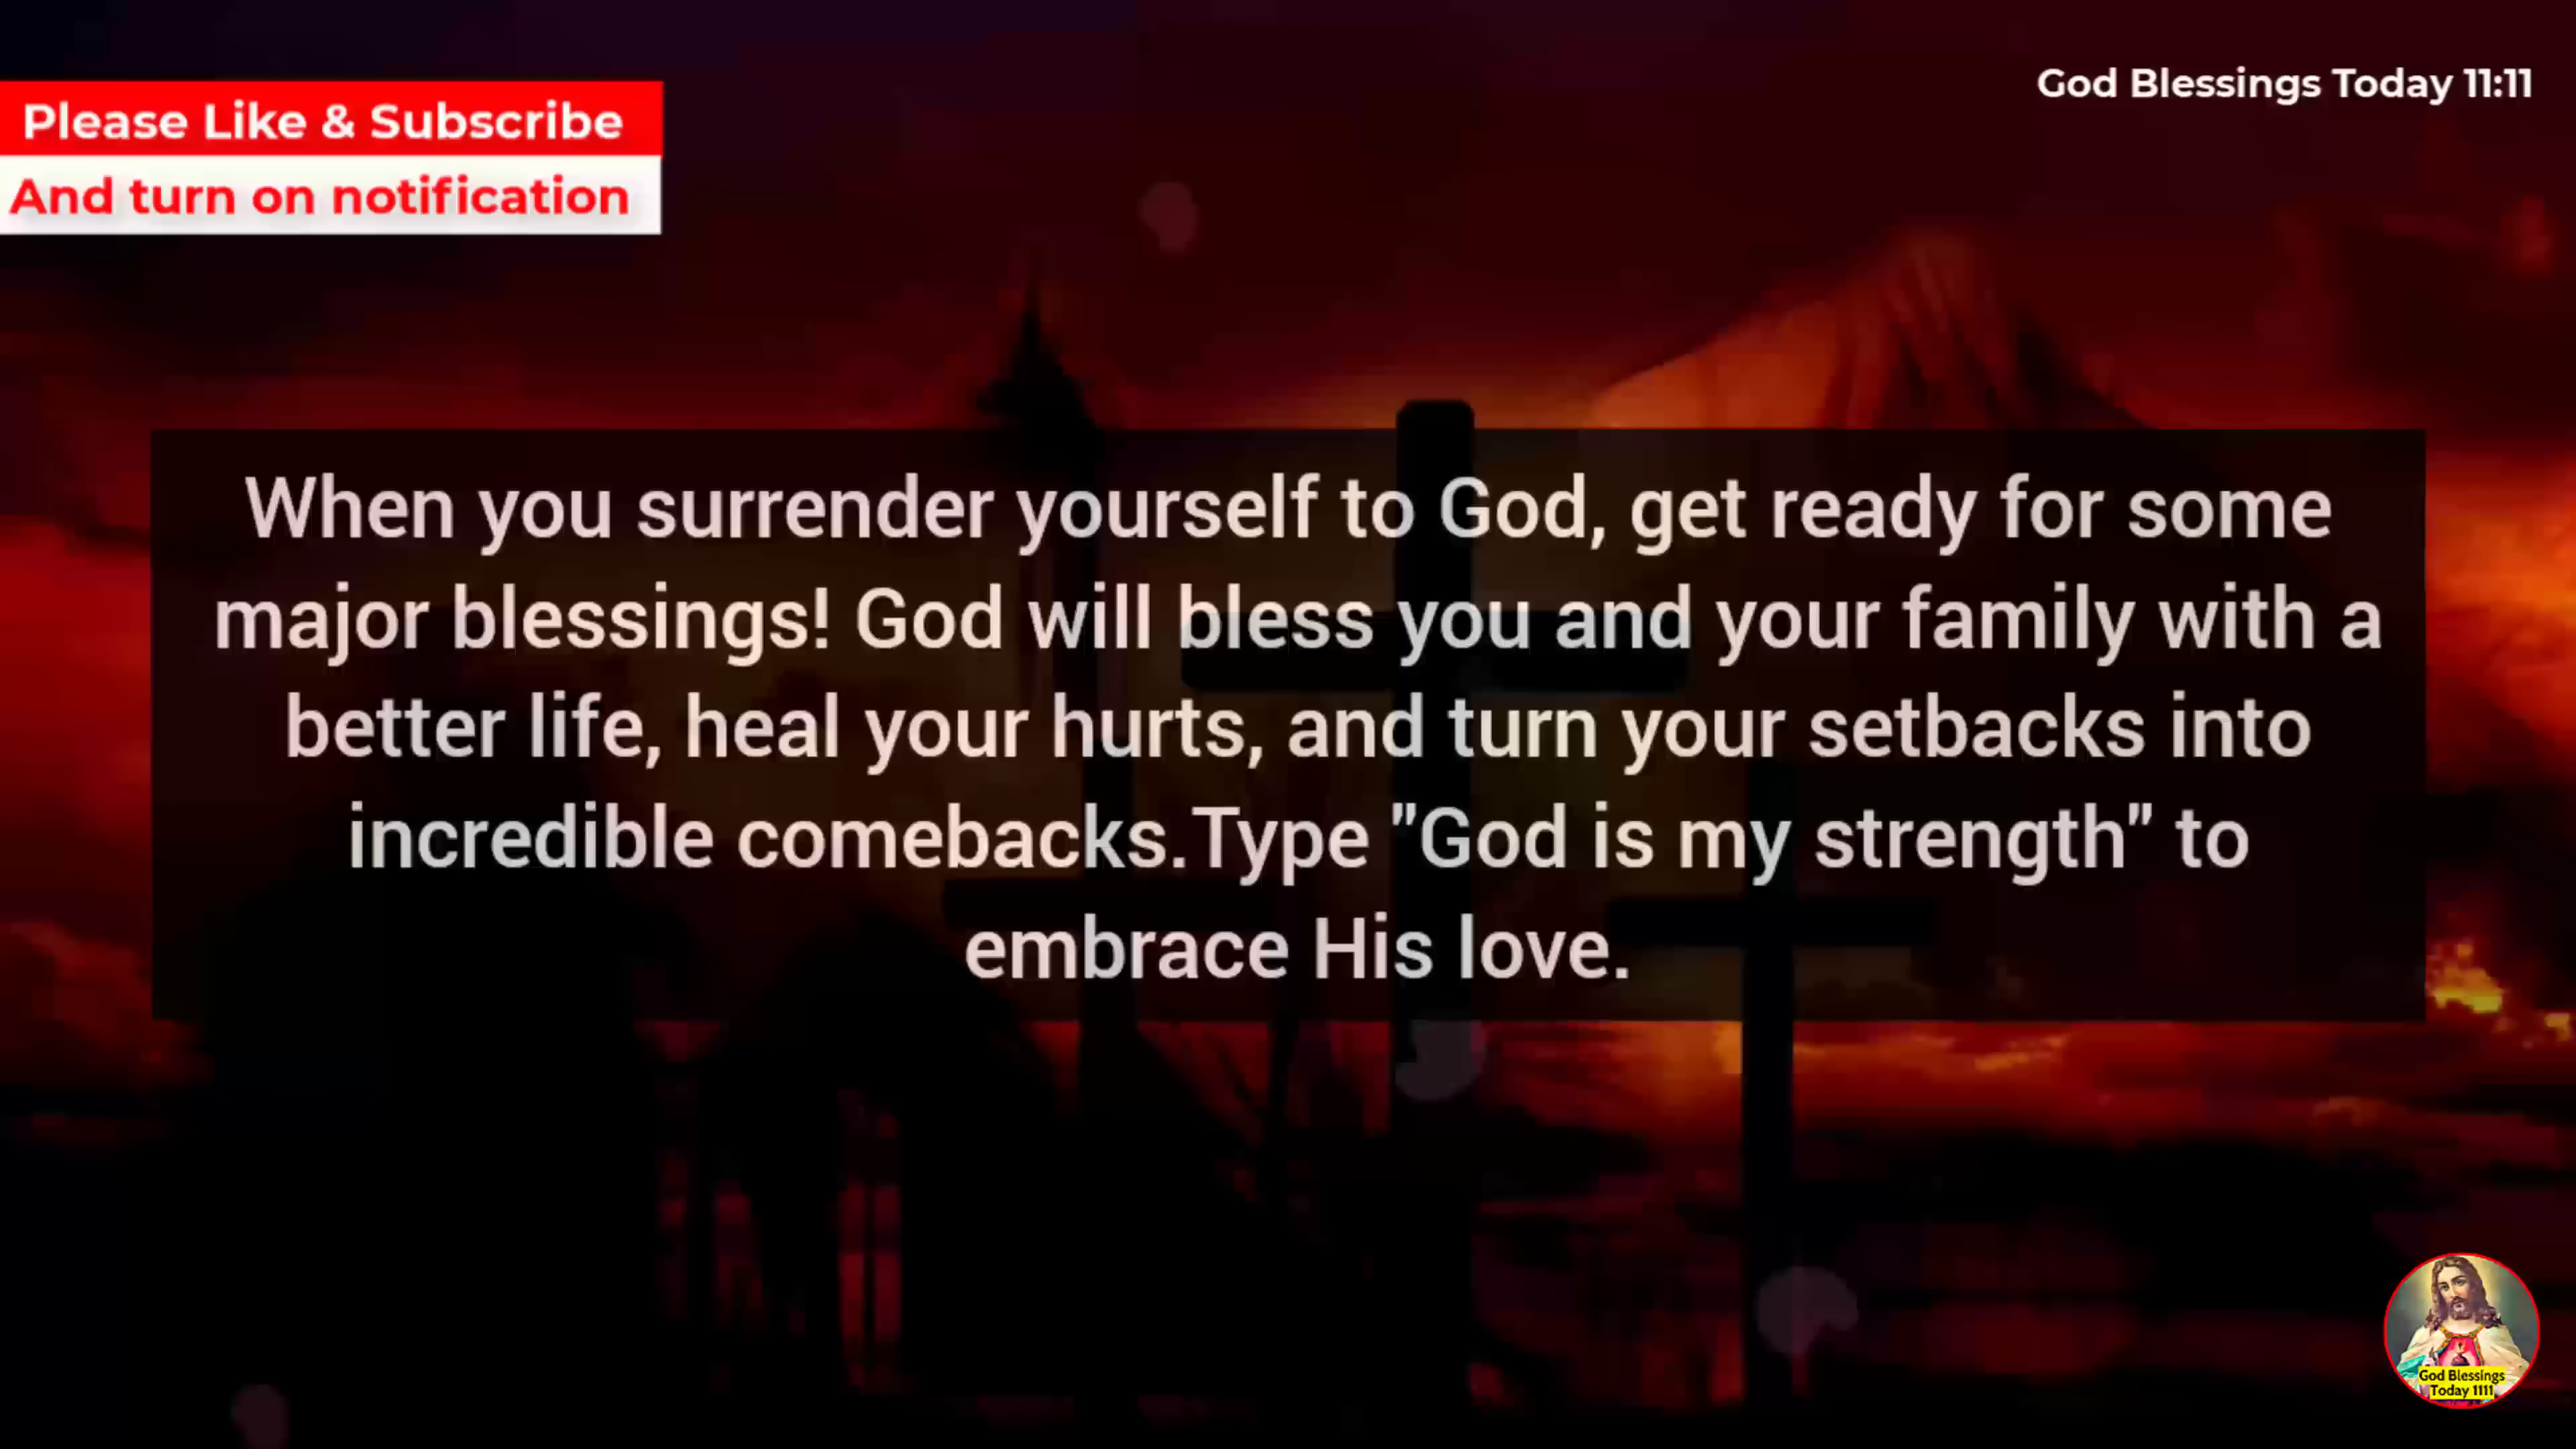 Please Like & Subscribe
And turn on notification
God Blessings Today 11:11
When you surrender yourself to God, get ready for some
major blessings! God will bless you and your family with a
better life, heal your hurts, and turn your setbacks into
incredible comebacks.Type "God is my strength" to
embrace His love.
God Blessings
Today 1111